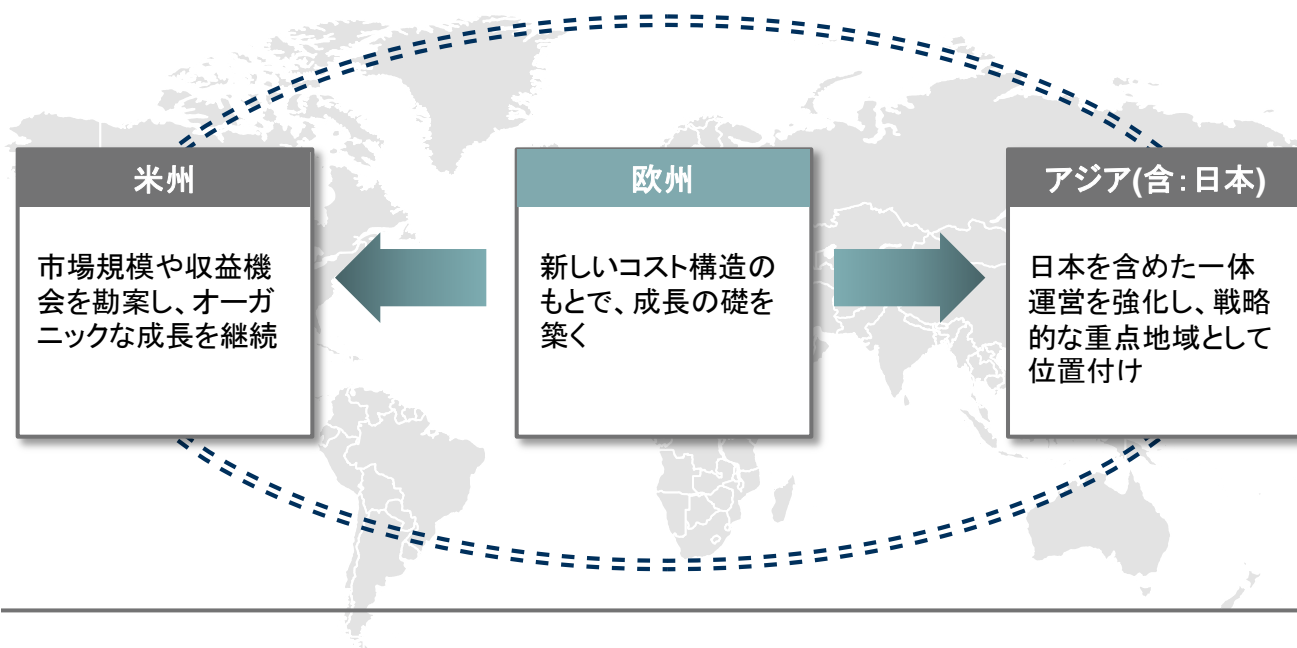 米州
市場規模や収益機
会を勘案し、オーガ
ニックな成長を継続
欧州
新しいコスト構造の
もとで、成長の礎を
築く
アジア(含:日本)
日本を含めた一体
運営を強化し、戦略
的な重点地域として
位置付け